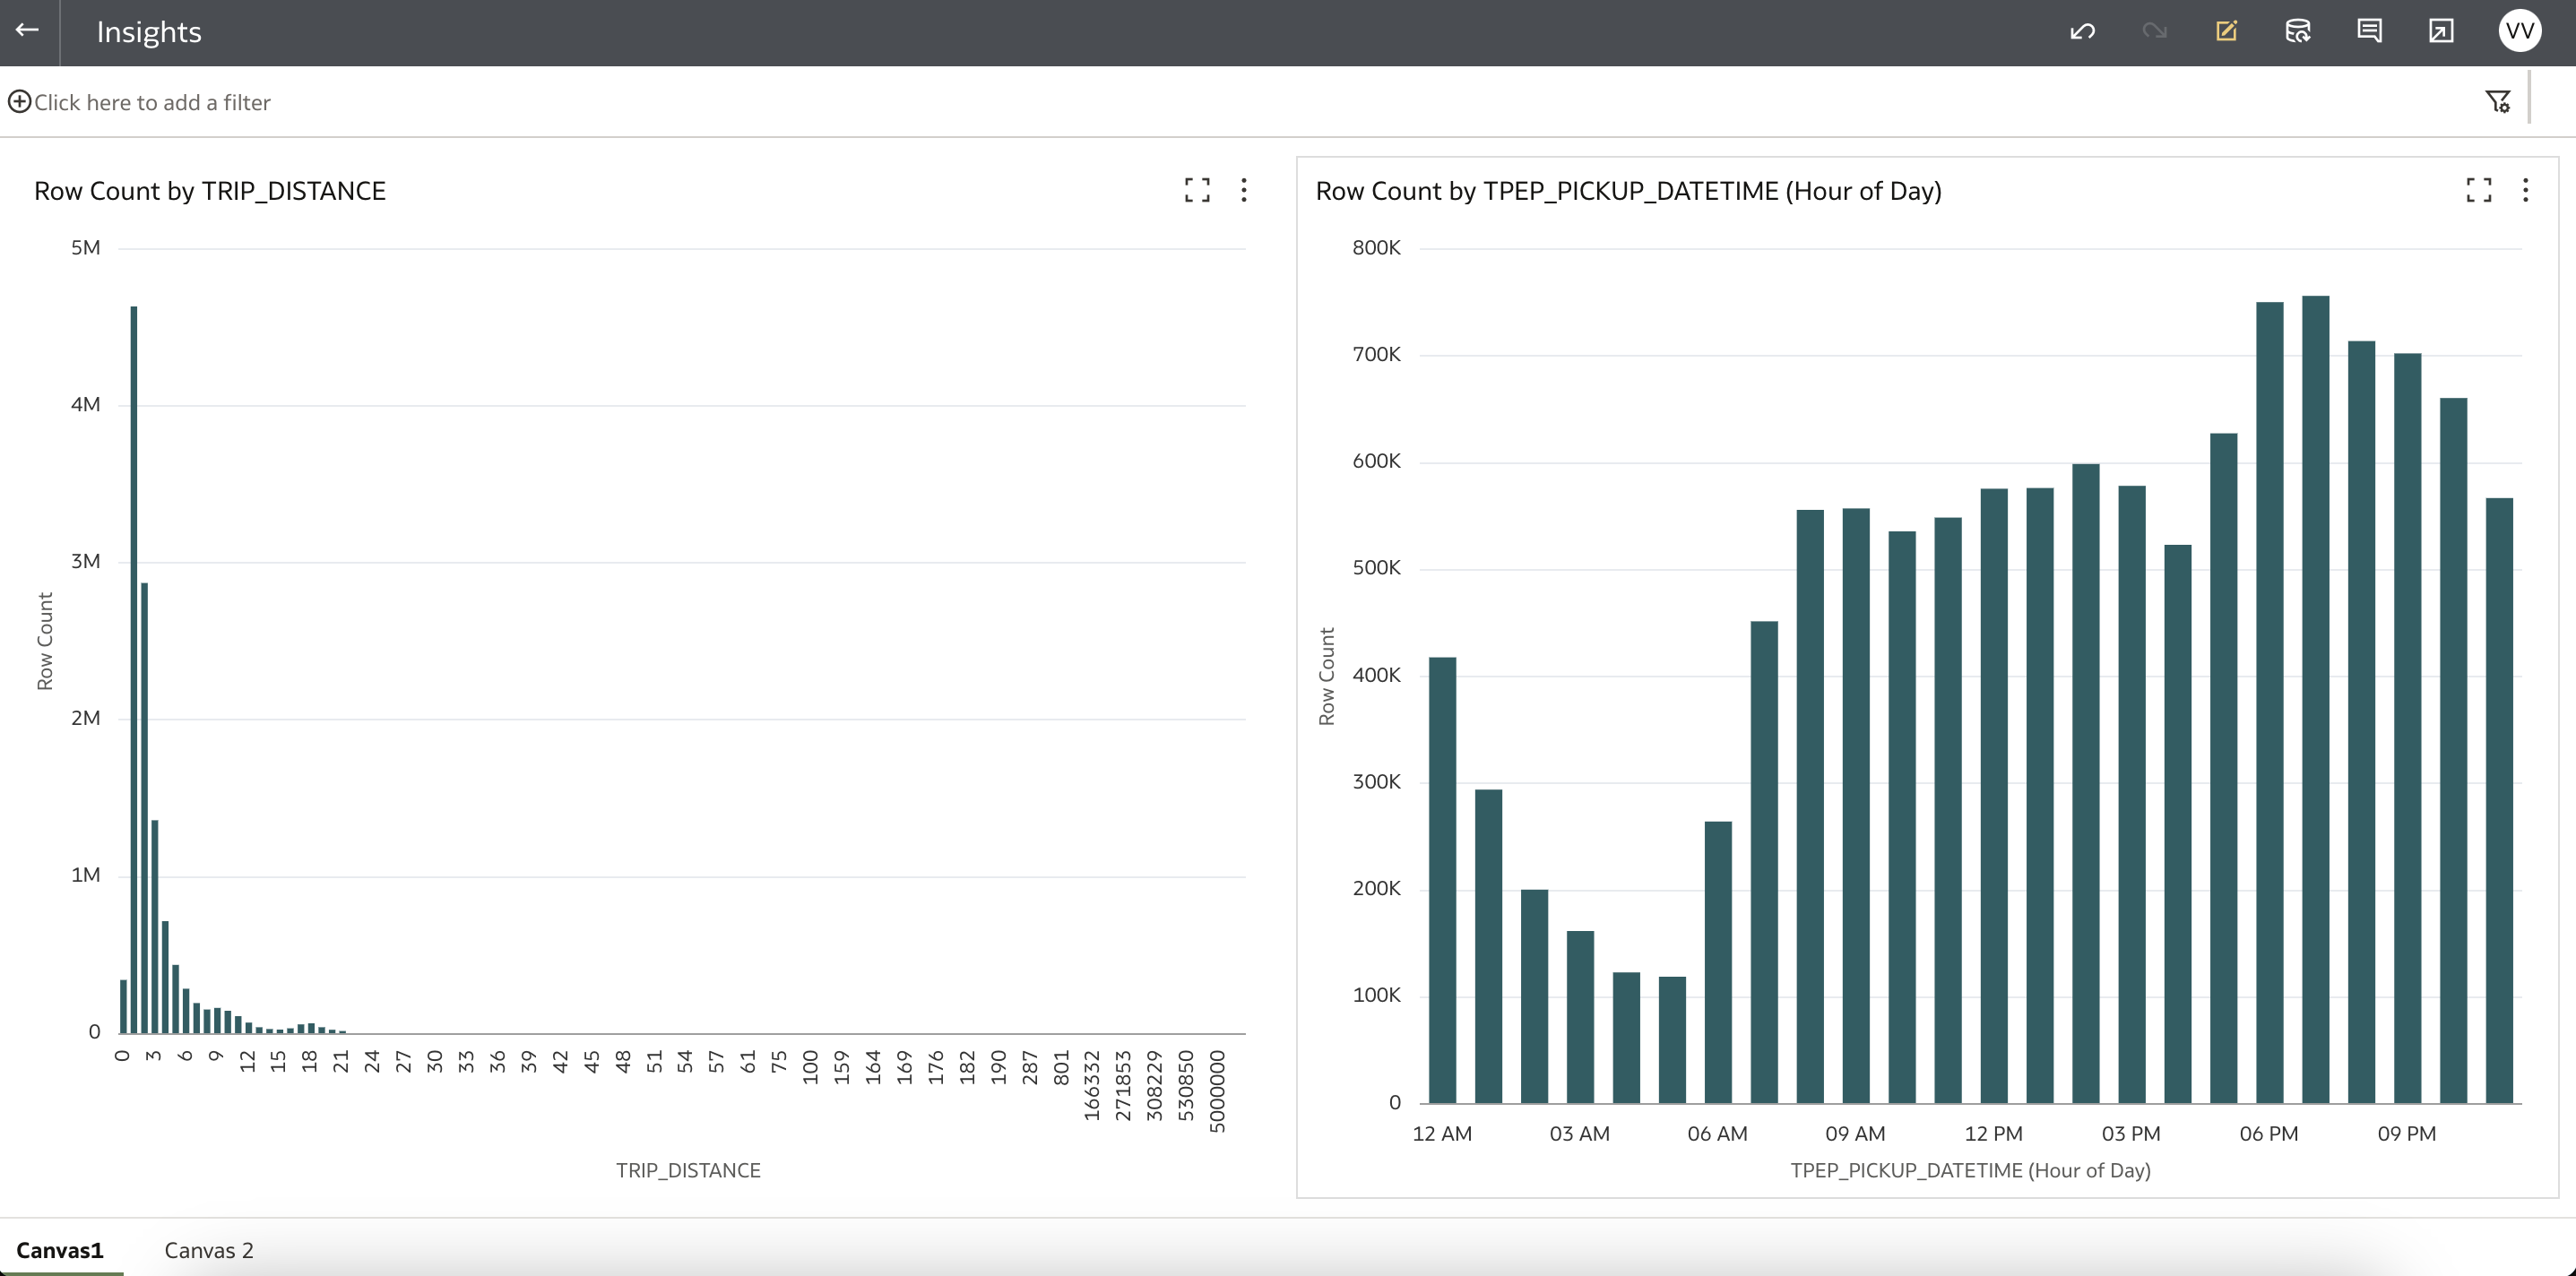 Insights
VV
Click here to add a filter
Row Count by TRIP_DISTANCE
5M
4M
3M
2M
1M
0
Row Count
0 3 6 9 12 15 18 21 24 27 30 33 36 39 42 45 48 51 54 57 61 75 100 159 164 169 176 182 190 287 801 166332 271853 308229 530850 5000000
TRIP_DISTANCE
Row Count by TPEP_PICKUP_DATETIME (Hour of Day)
800K
700K
600K
500K
400K
300K
200K
100K
0
Row Count
12 AM 03 AM 06 AM 09 AM 12 PM 03 PM 06 PM 09 PM
TPEP_PICKUP_DATETIME (Hour of Day)
Canvas1 Canvas 2